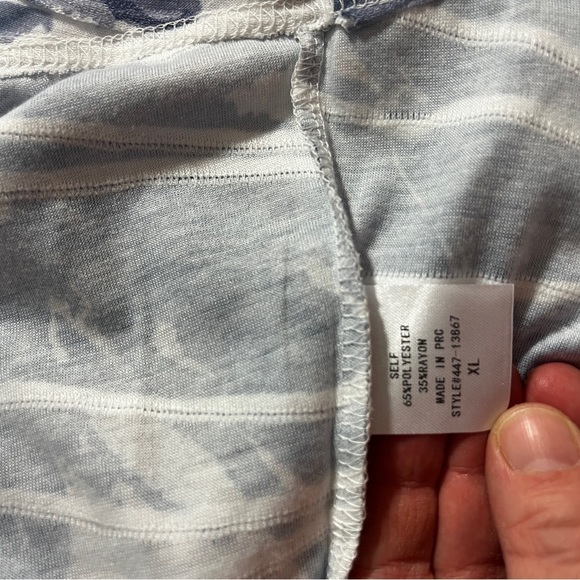 SELF
65%POLYESTER
35%RAYON
MADE IN PRC
STYLE#447-13867
XL